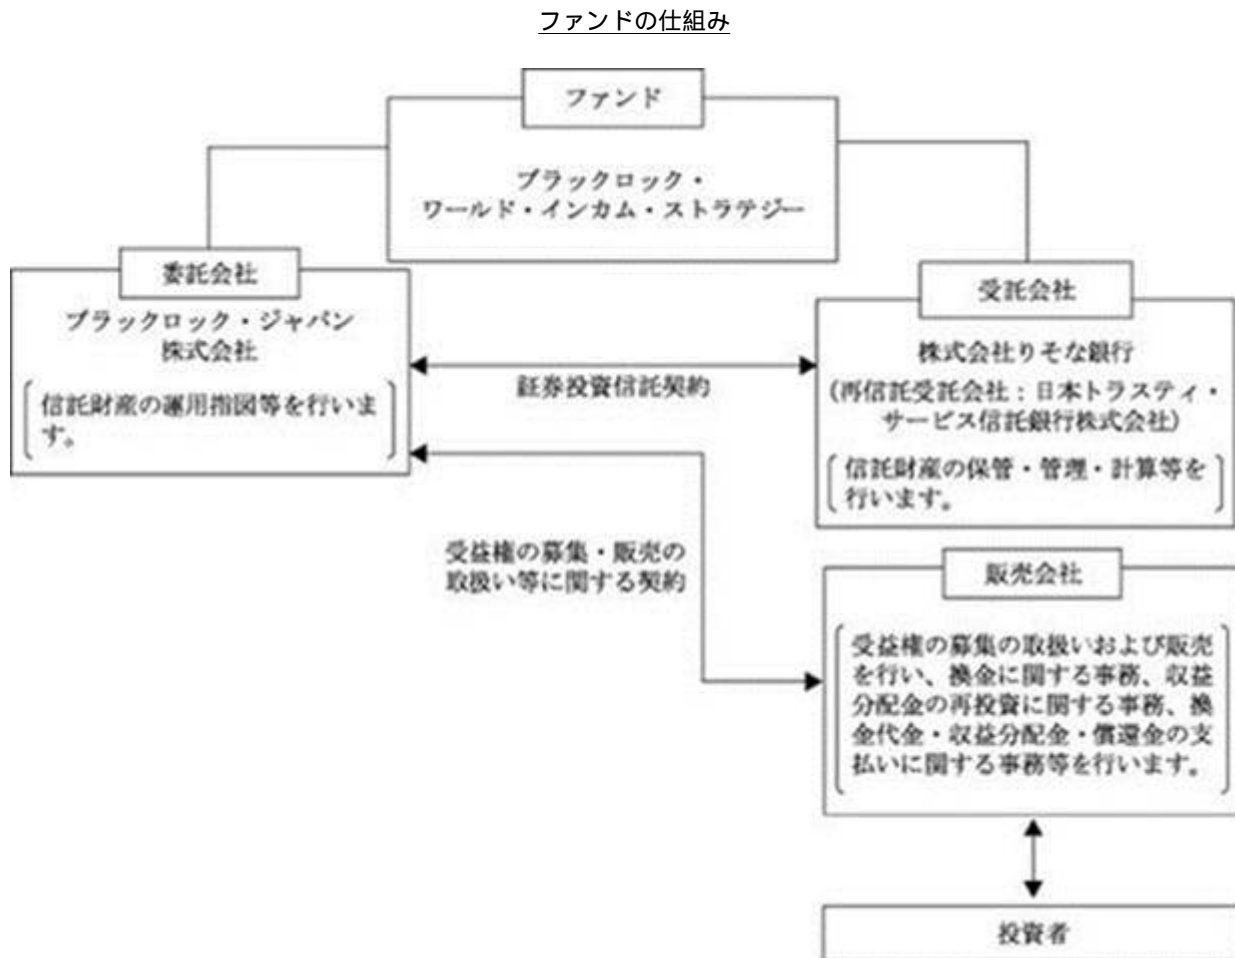 ファンドの仕組み
ファンド
ブラックロック・
ワールド・インカム・ストラテジー
委託会社
ブラックロック・ジャパン
株式会社
信託財産の運用指図等を行いま
す。
受託会社
株式会社りそな銀行
(再信託受託会社：日本トラスティ・
サービス信託銀行株式会社)
信託財産の保管・管理・計算等を
行います。
証券投資信託契約
受益権の募集・販売の
取扱い等に関する契約
販売会社
受益権の募集の取扱いおよび販売
を行い、換金に関する事務、収益
分配金の再投資に関する事務、換
金代金・収益分配金・償還金の支
払いに関する事務等を行います。
投資者